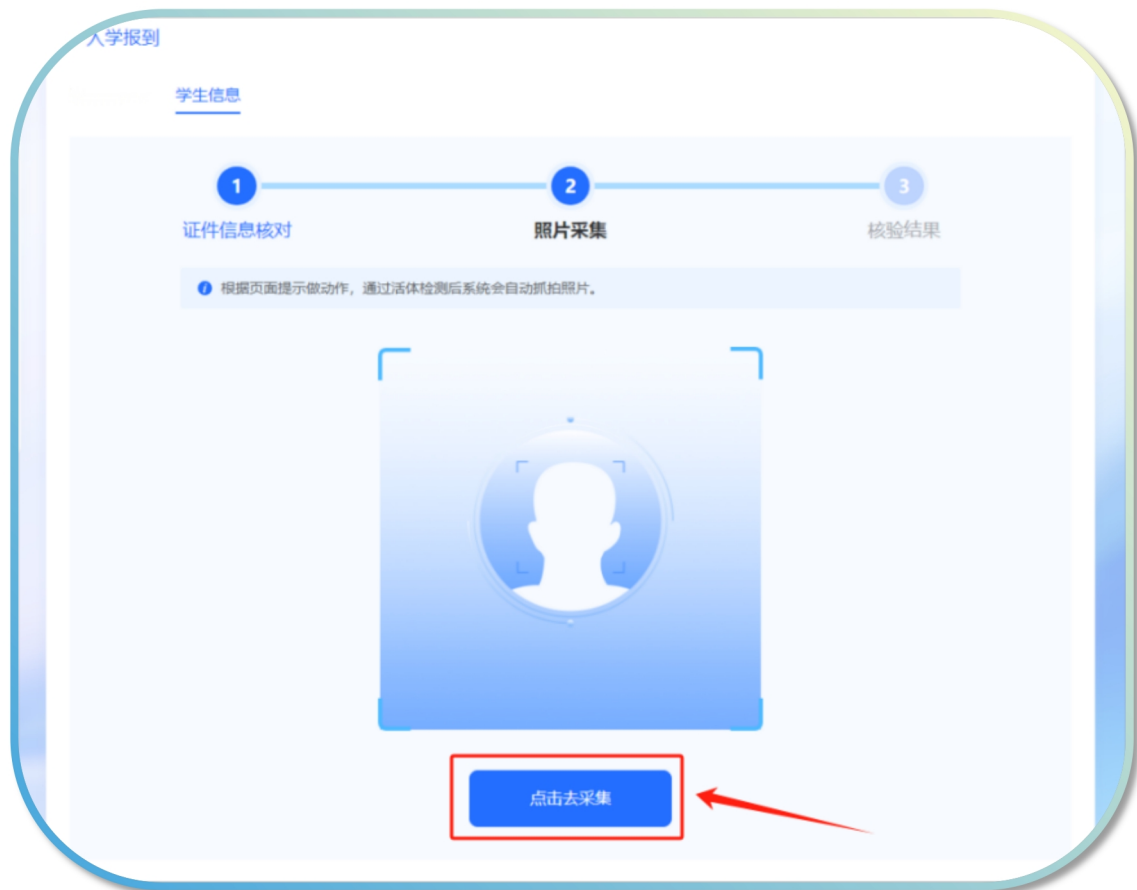 入学报到
学生信息
1
2
3
证件信息核对
照片采集
核验结果
根据页面提示做动作，通过活体检测后系统会自动抓拍照片。
点击去采集